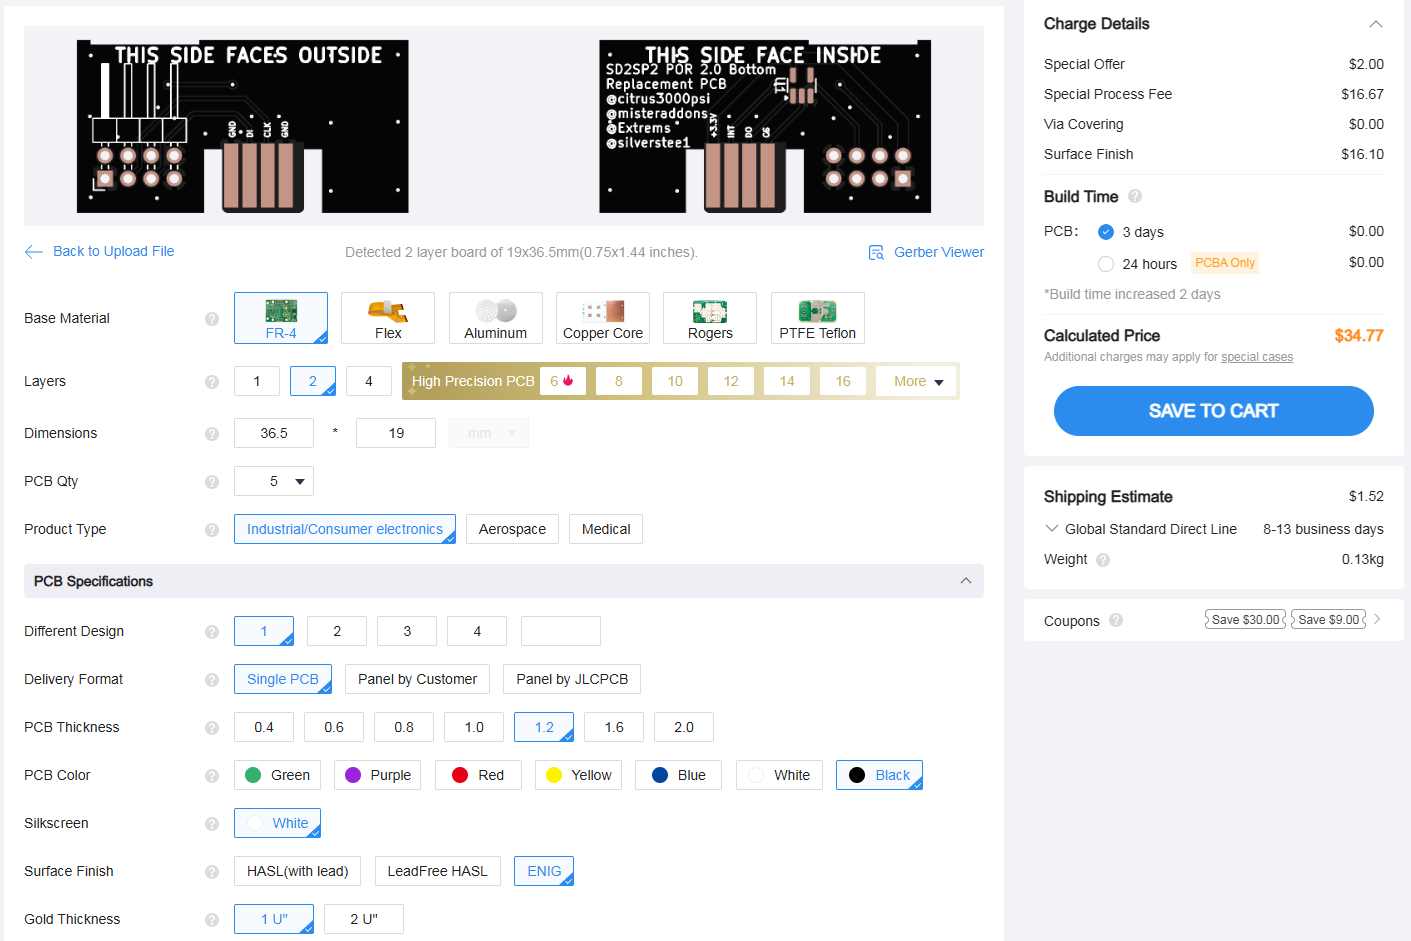 THIS SIDE FACES OUTSIDE
GND
DI
CLK
GND
THIS SIDE FACE INSIDE
SD2SP2 POR 2.0 Bottom
Replacement PCB
@citrus3000psi
@misteraddons
@Extrems
@silverstee1
U1
+3.3V
INT
DO
CS
Back to Upload File
Detected 2 layer board of 19x36.5mm(0.75x1.44 inches).
Gerber Viewer
Base Material ? FR-4 Flex Aluminum Copper Core Rogers PTFE Teflon
Layers ? 1 2 4 High Precision PCB 6 8 10 12 14 16 More
Dimensions ? 36.5 * 19 mm
PCB Qty ? 5
Product Type ? Industrial/Consumer electronics Aerospace Medical
PCB Specifications
Different Design ? 1 2 3 4
Delivery Format ? Single PCB Panel by Customer Panel by JLCPCB
PCB Thickness ? 0.4 0.6 0.8 1.0 1.2 1.6 2.0
PCB Color ? Green Purple Red Yellow Blue White Black
Silkscreen ? White
Surface Finish ? HASL(with lead) LeadFree HASL ENIG
Gold Thickness ? 1 U" 2 U"
Charge Details
Special Offer $2.00
Special Process Fee $16.67
Via Covering $0.00
Surface Finish $16.10
Build Time ?
PCB: 3 days $0.00
24 hours PCBA Only $0.00
*Build time increased 2 days
Calculated Price $34.77
Additional charges may apply for special cases
SAVE TO CART
Shipping Estimate $1.52
Global Standard Direct Line 8-13 business days
Weight ? 0.13kg
Coupons ? Save $30.00 Save $9.00